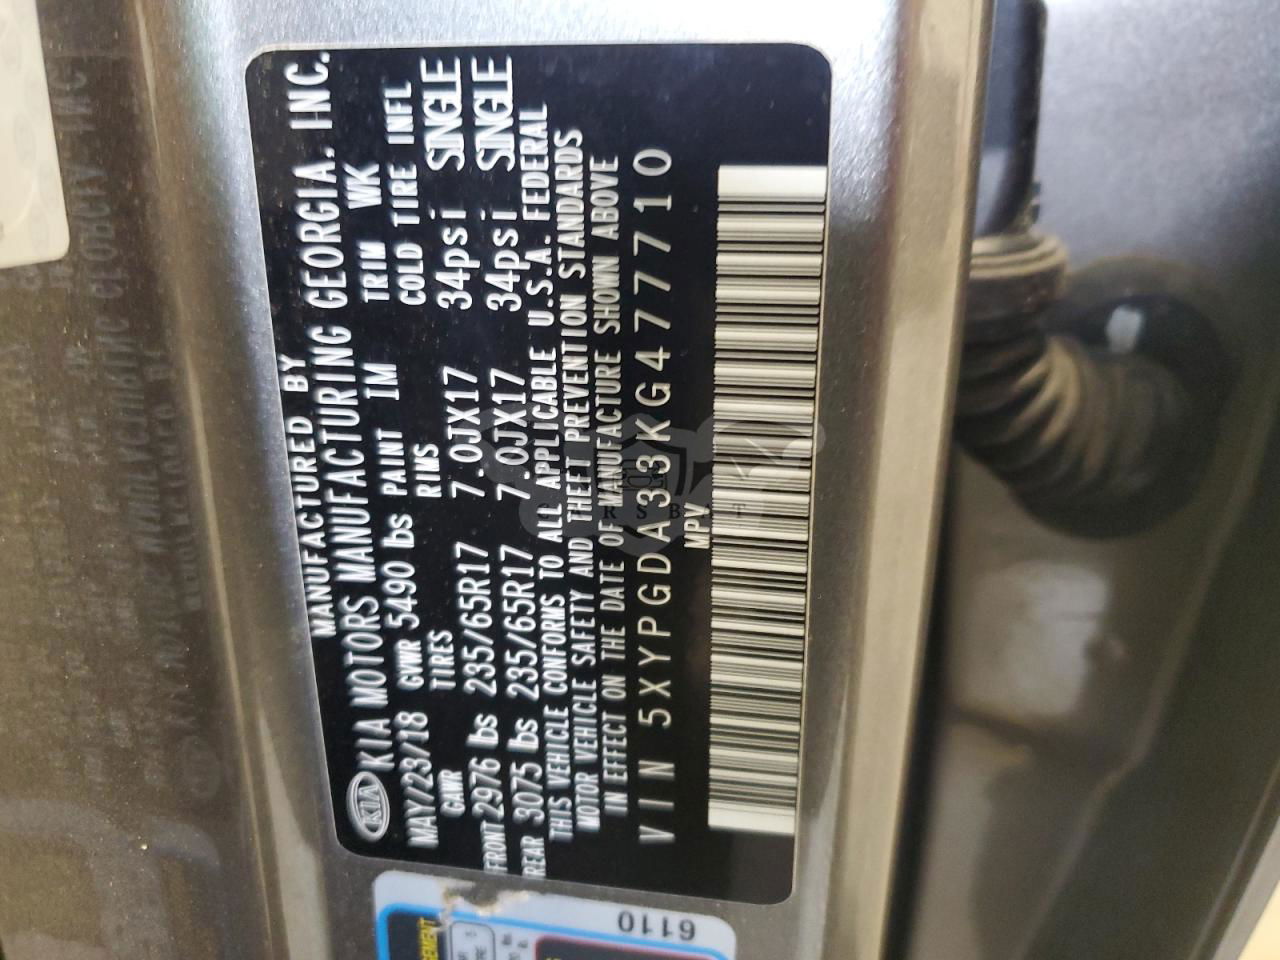 MANUFACTURED BY
KIA KIA MOTORS MANUFACTURING GEORGIA. INC.
MAY/23/18 GVWR 5490 lbs PAINT IM TRIM WK
GAWR TIRES RIMS COLD TIRE INFL
FRONT 2976 lbs 235/65R17 7.0JX17 34psi SINGLE
REAR 3075 lbs 235/65R17 7.0JX17 34psi SINGLE
THIS VEHICLE CONFORMS TO ALL APPLICABLE U.S.A. FEDERAL
MOTOR VEHICLE SAFETY AND THEFT PREVENTION STANDARDS
IN EFFECT ON THE DATE OF MANUFACTURE SHOWN ABOVE
VIN 5XYPGDA33KG477710
MPV
6110